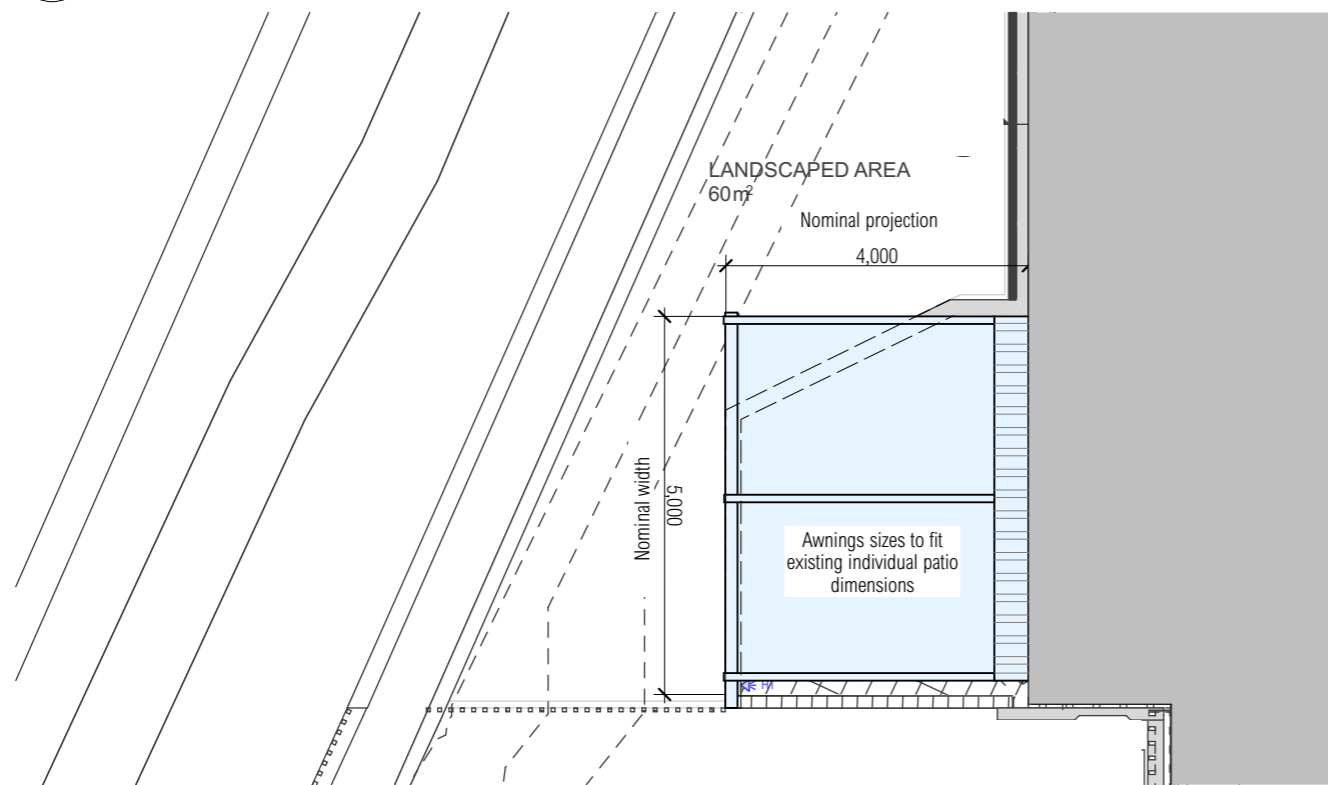 LANDSCAPED AREA
60m²
Nominal projection
4,000
Nominal width
5,000
Awnings sizes to fit
existing individual patio
dimensions